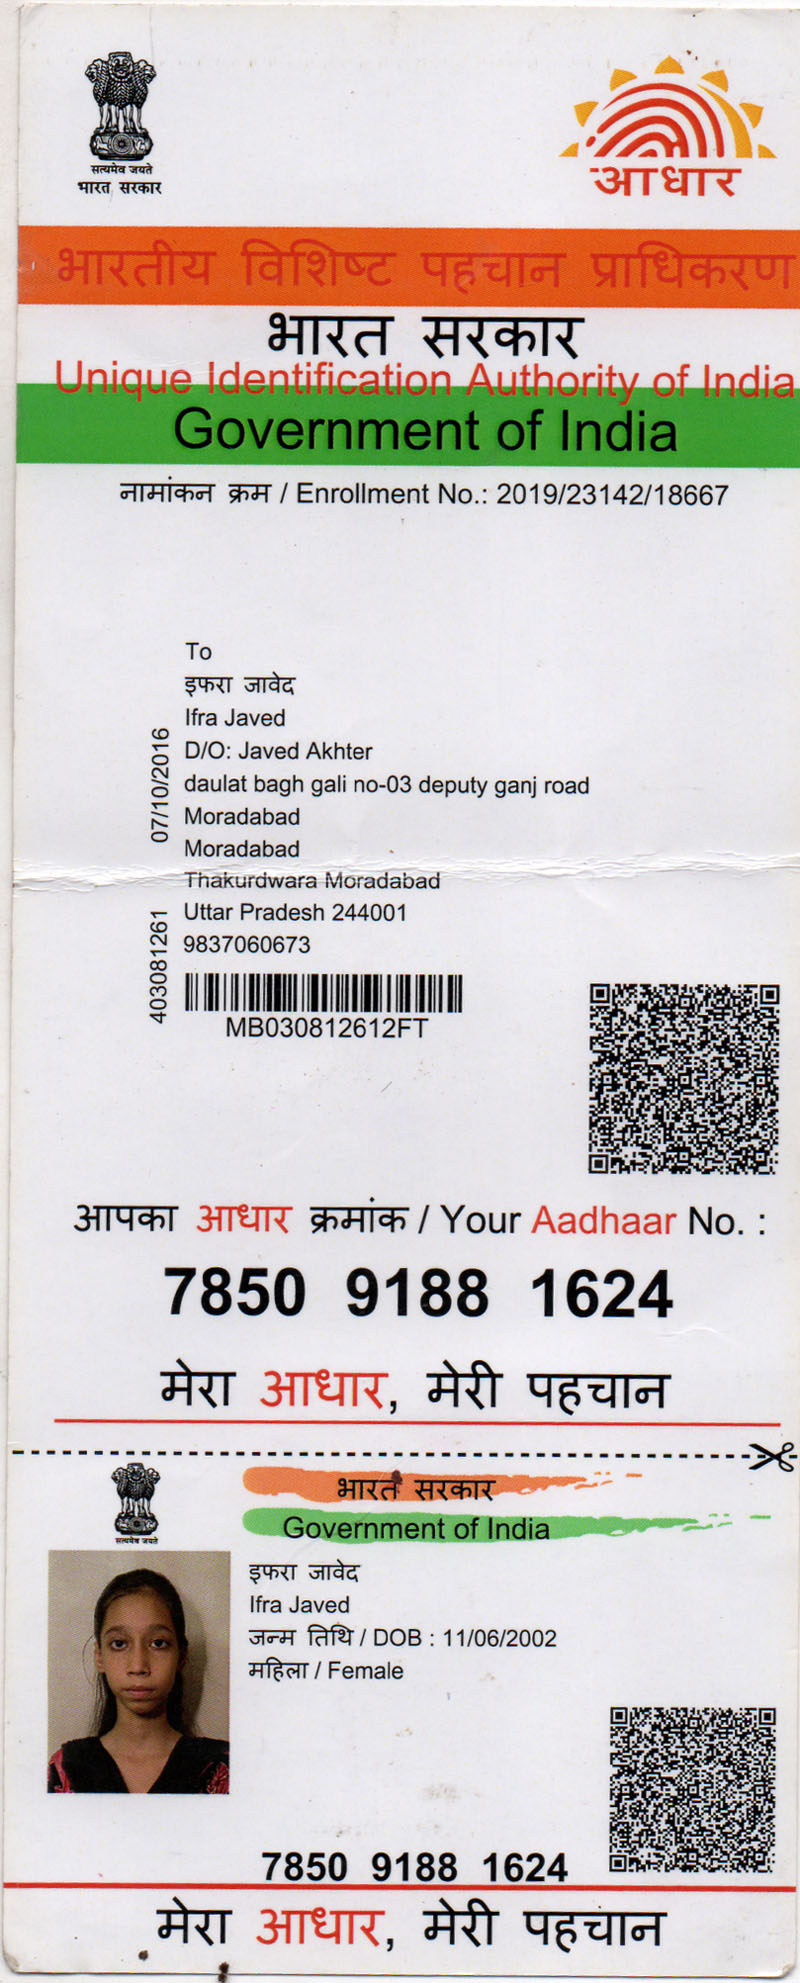 सत्यमेव जयते
भारत सरकार
आधार
भारतीय विशिष्ट पहचान प्राधिकरण
भारत सरकार
Unique Identification Authority of India
Government of India
नामांकन क्रम / Enrollment No.: 2019/23142/18667
To
इफरा जावेद
Ifra Javed
D/O: Javed Akhter
daulat bagh gali no-03 deputy ganj road
Moradabad
Moradabad
Thakurdwara Moradabad
Uttar Pradesh 244001
9837060673
07/10/2016
403081261
MB030812612FT
आपका आधार क्रमांक / Your Aadhaar No. :
7850 9188 1624
मेरा आधार, मेरी पहचान
सत्यमेव जयते
भारत सरकार
Government of India
इफरा जावेद
Ifra Javed
जन्म तिथि / DOB : 11/06/2002
महिला / Female
7850 9188 1624
मेरा आधार, मेरी पहचान